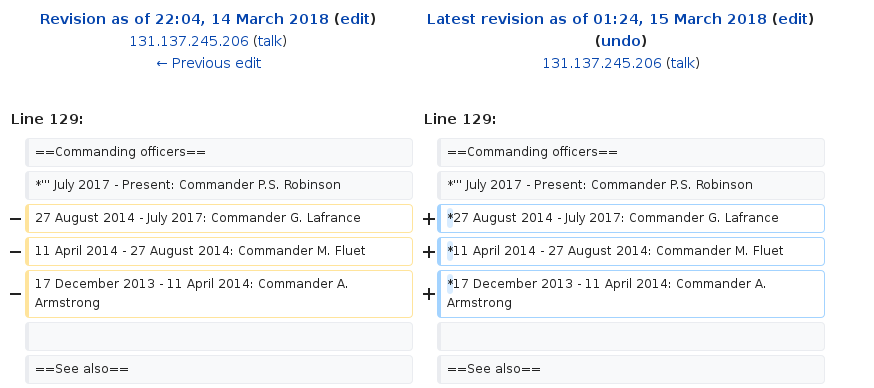 Revision as of 22:04, 14 March 2018 (edit)
131.137.245.206 (talk)
← Previous edit
Latest revision as of 01:24, 15 March 2018 (edit)
(undo)
131.137.245.206 (talk)
Line 129:
Line 129:
==Commanding officers==
==Commanding officers==
*''' July 2017 - Present: Commander P.S. Robinson
*''' July 2017 - Present: Commander P.S. Robinson
− 27 August 2014 - July 2017: Commander G. Lafrance
+ *27 August 2014 - July 2017: Commander G. Lafrance
− 11 April 2014 - 27 August 2014: Commander M. Fluet
+ *11 April 2014 - 27 August 2014: Commander M. Fluet
− 17 December 2013 - 11 April 2014: Commander A.
Armstrong
+ *17 December 2013 - 11 April 2014: Commander A.
Armstrong
==See also==
==See also==